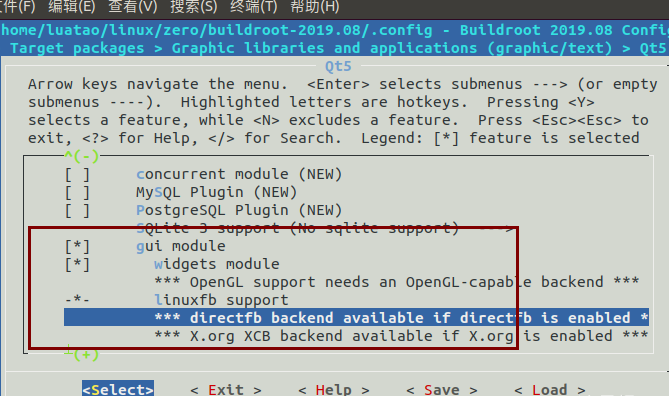 件(F) 编辑(E) 查看(V) 搜索(S) 终端(T) 帮助(H)
home/luatao/linux/zero/buildroot-2019.08/.config - Buildroot 2019.08 Config
Target packages > Graphic libraries and applications (graphic/text) > Qt5
Qt5
Arrow keys navigate the menu. <Enter> selects submenus ---> (or empty
submenus ----). Highlighted letters are hotkeys. Pressing <Y>
selects a feature, while <N> excludes a feature. Press <Esc><Esc> to
exit, <?> for Help, </> for Search. Legend: [*] feature is selected
^(-)
[ ] concurrent module (NEW)
[ ] MySQL Plugin (NEW)
[ ] PostgreSQL Plugin (NEW)
SQLite 3 support (No sqlite support) --->
[*] gui module
[*] widgets module
*** OpenGL support needs an OpenGL-capable backend ***
-*- linuxfb support
*** directfb backend available if directfb is enabled *
*** X.org XCB backend available if X.org is enabled ***
┴(+)
<Select> < Exit > < Help > < Save > < Load >